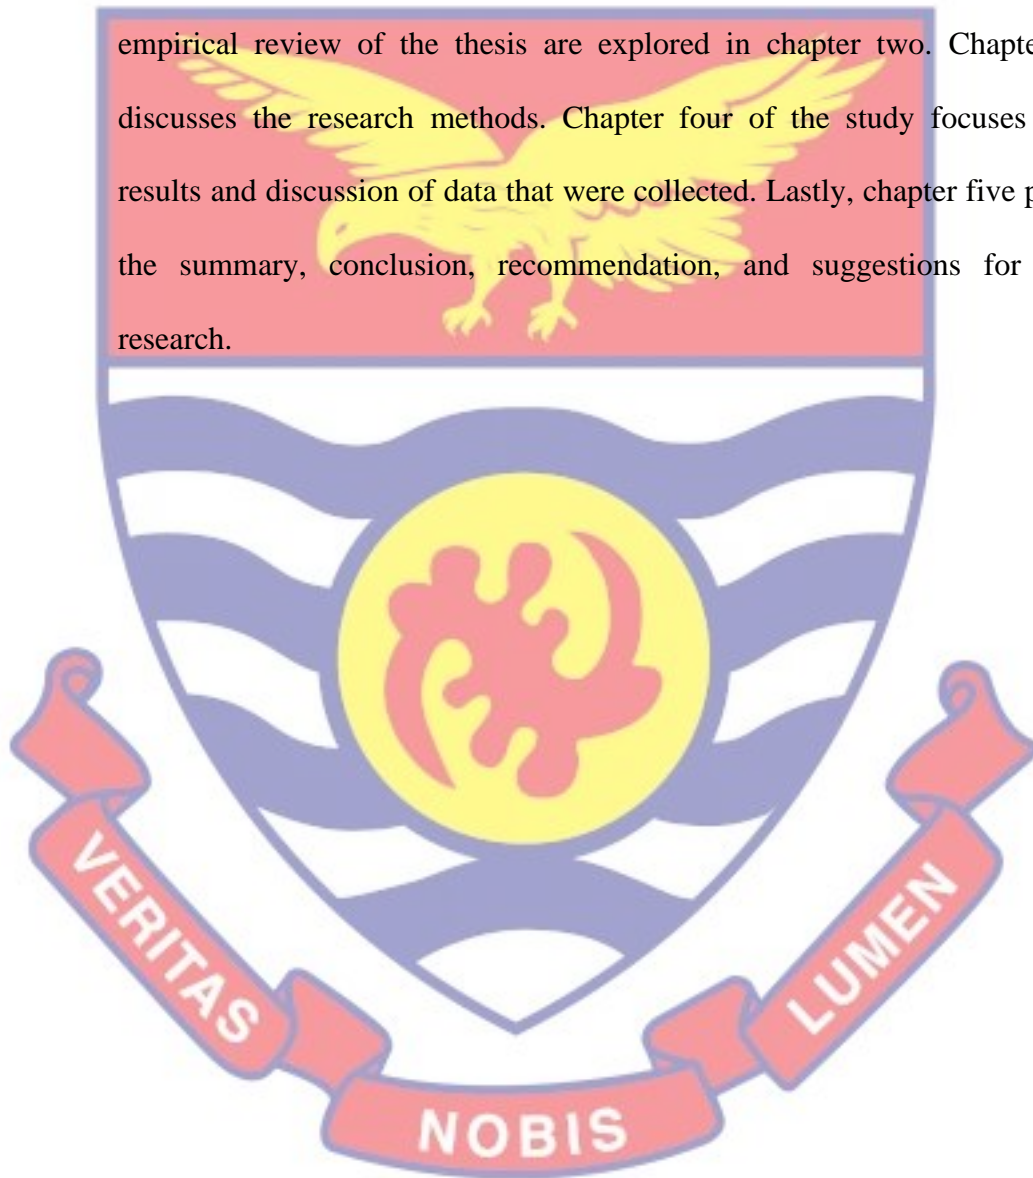 empirical review of the thesis are explored in chapter two. Chapte
discusses the research methods. Chapter four of the study focuses
results and discussion of data that were collected. Lastly, chapter five p
the summary, conclusion, recommendation, and suggestions for
research.
VERITAS
NOBIS
LUMEN